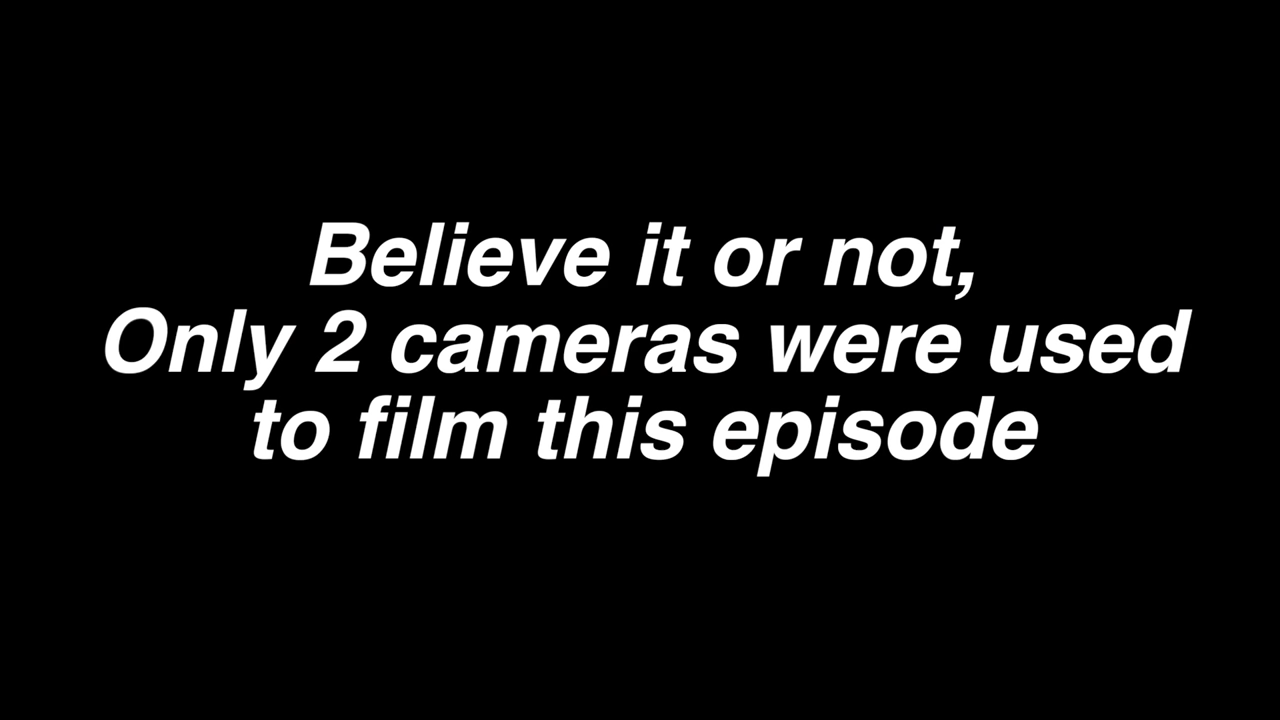 Believe it or not,
Only 2 cameras were used
to film this episode